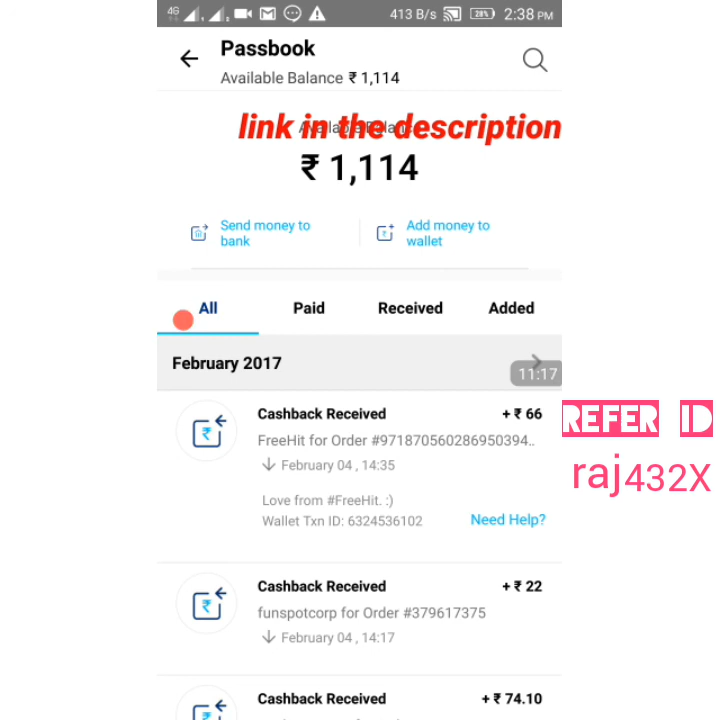 4G 413 B/s 28% 2:38 PM
Passbook
Available Balance ₹ 1,114
link in the description
Available Balance
₹ 1,114
Send money to
bank
Add money to
wallet
All Paid Received Added
February 2017
11:17
Cashback Received + ₹ 66
FreeHit for Order #971870560286950394..
February 04 , 14:35
Love from #FreeHit. :)
Wallet Txn ID: 6324536102 Need Help?
REFER ID
raj432X
Cashback Received + ₹ 22
funspotcorp for Order #379617375
February 04 , 14:17
Cashback Received + ₹ 74.10